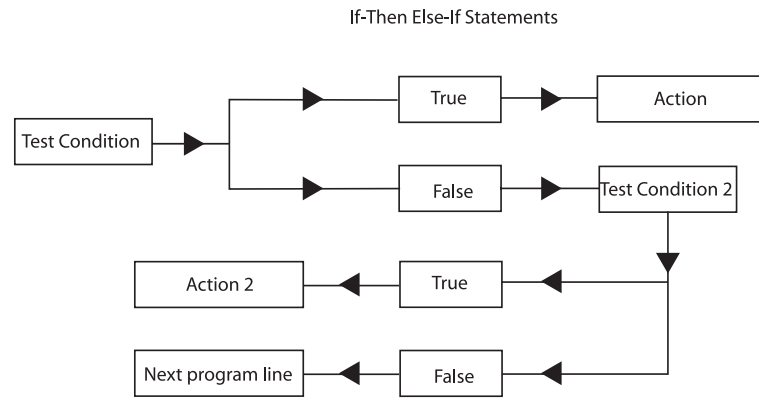 If-Then Else-If Statements
True
Action
Test Condition
False
Test Condition 2
Action 2
True
Next program line
False